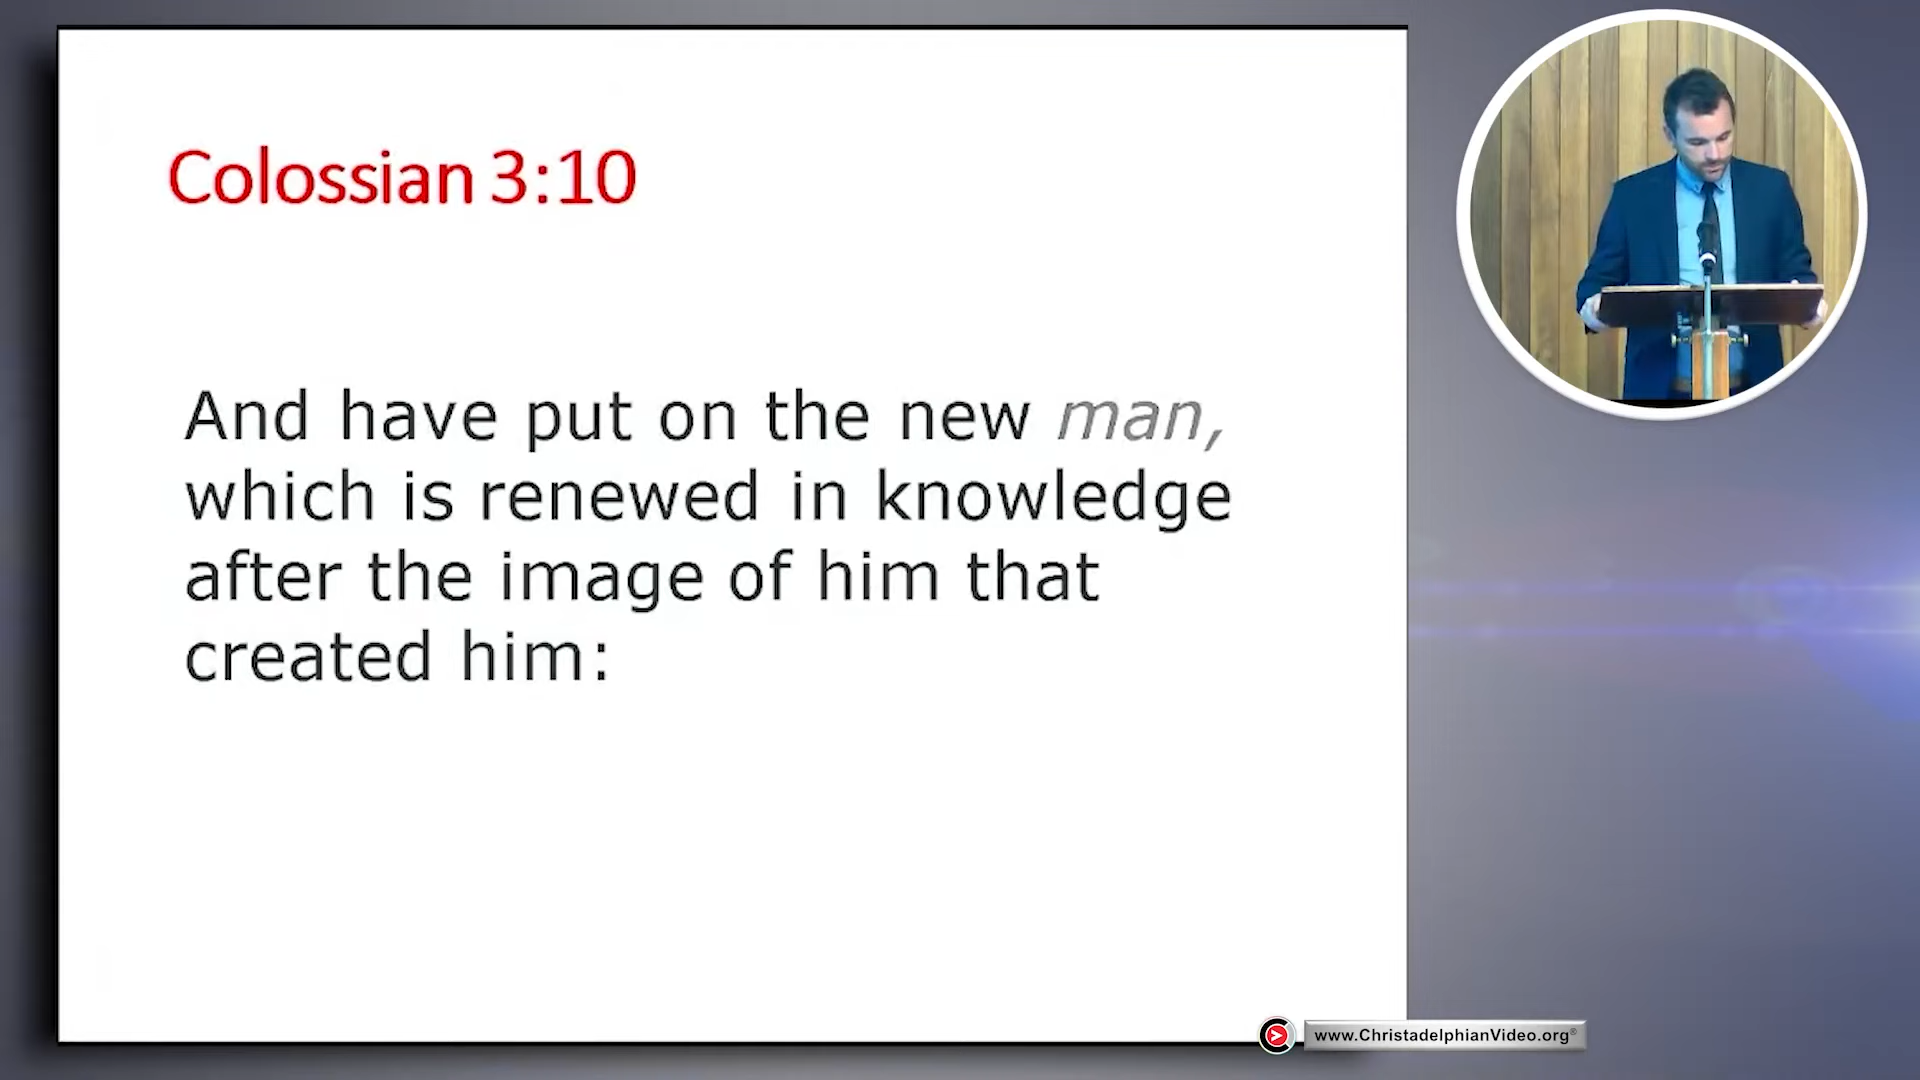 Colossian 3:10
And have put on the new man,
which is renewed in knowledge
after the image of him that
created him:
www.ChristadelphianVideo.org®